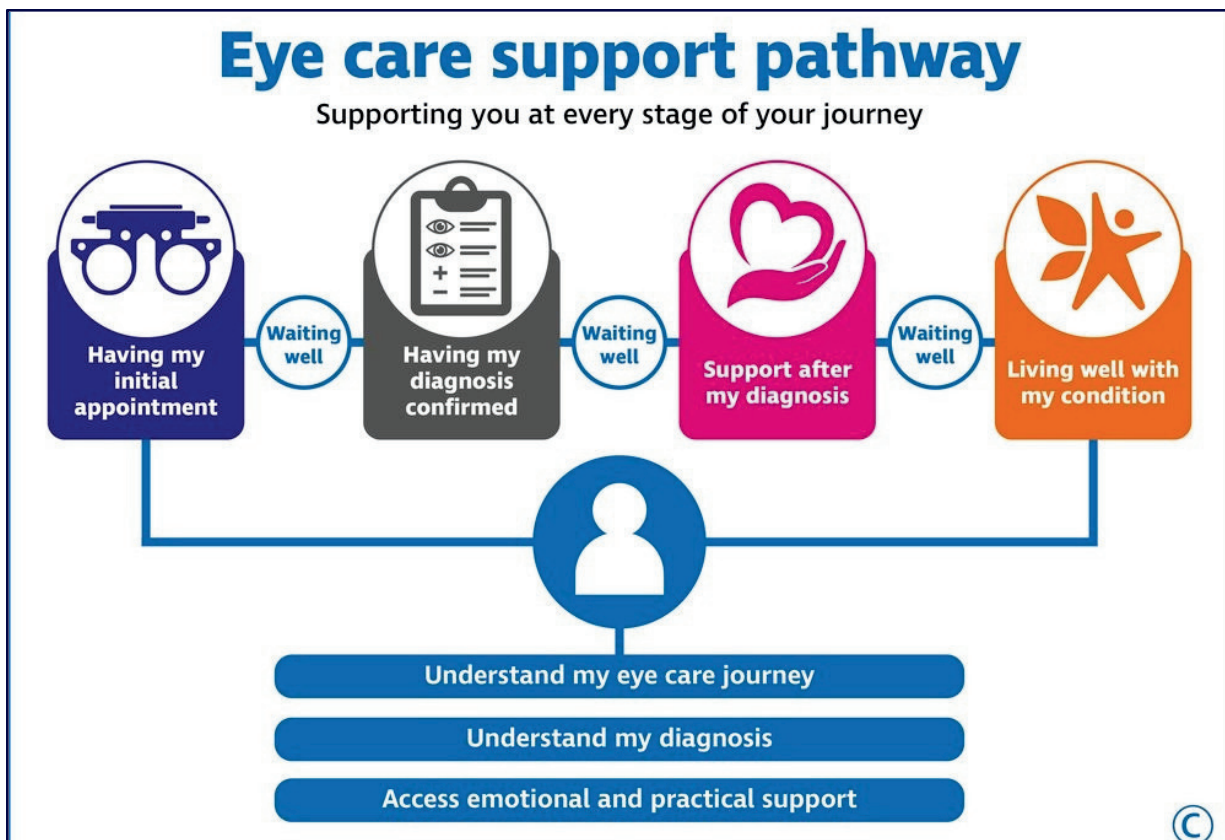 Eye care support pathway
Supporting you at every stage of your journey
Having my
initial
appointment
Waiting
well
Having my
diagnosis
confirmed
Waiting
well
Support after
my diagnosis
Waiting
well
Living well with
my condition
Understand my eye care journey
Understand my diagnosis
Access emotional and practical support
©